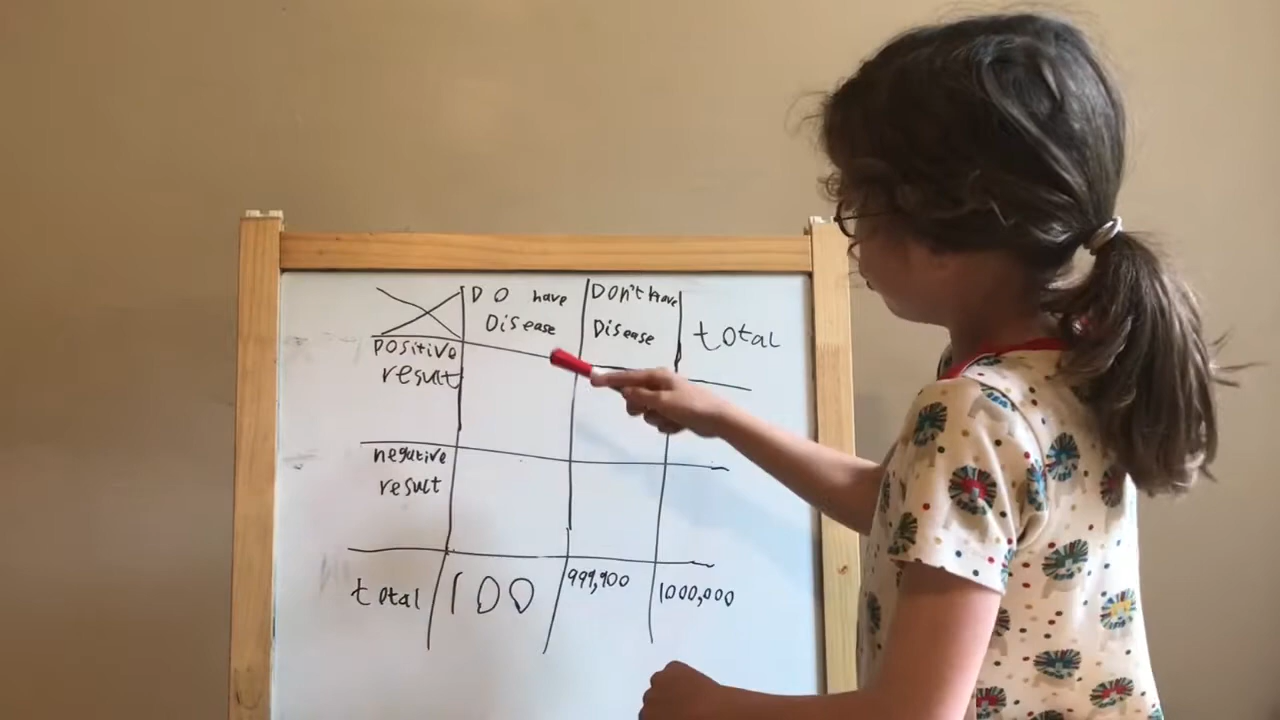 DO have Don't have
Disease Disease total
positive
result
negative
result
total 100 999,900 1000,000